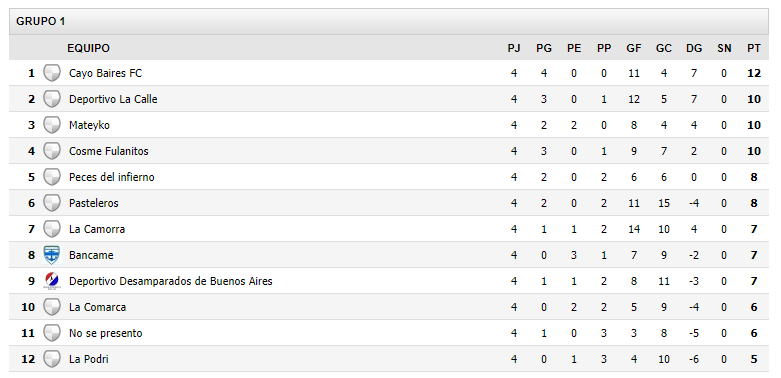 GRUPO 1
EQUIPO PJ PG PE PP GF GC DG SN PT
1 Cayo Baires FC 4 4 0 0 11 4 7 0 12
2 Deportivo La Calle 4 3 0 1 12 5 7 0 10
3 Mateyko 4 2 2 0 8 4 4 0 10
4 Cosme Fulanitos 4 3 0 1 9 7 2 0 10
5 Peces del infierno 4 2 0 2 6 6 0 0 8
6 Pasteleros 4 2 0 2 11 15 -4 0 8
7 La Camorra 4 1 1 2 14 10 4 0 7
8 Bancame 4 0 3 1 7 9 -2 0 7
9 Deportivo Desamparados de Buenos Aires 4 1 1 2 8 11 -3 0 7
10 La Comarca 4 0 2 2 5 9 -4 0 6
11 No se presento 4 1 0 3 3 8 -5 0 6
12 La Podri 4 0 1 3 4 10 -6 0 5